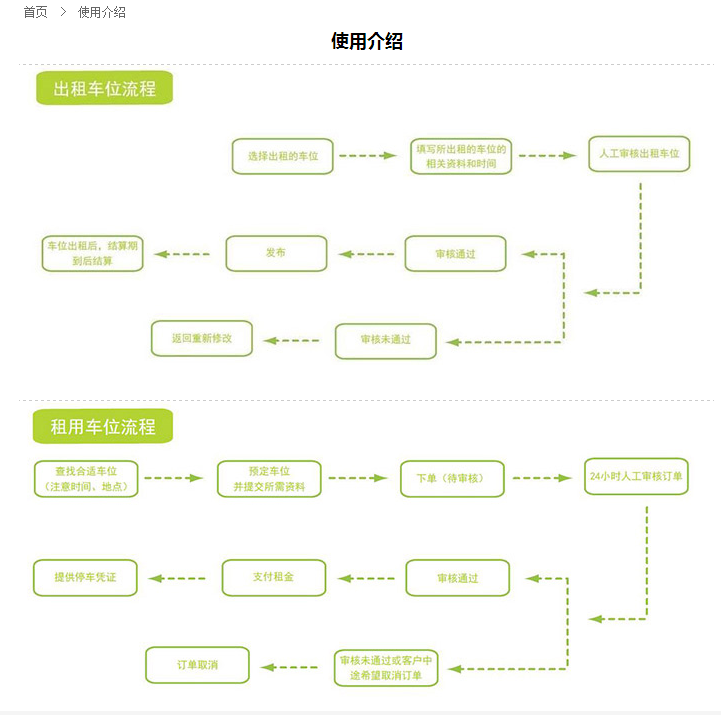 首页 > 使用介绍
使用介绍
出租车位流程
选择出租的车位
填写所出租的车位的
相关资料和时间
人工审核出租车位
车位出租后，结算期
到后结算
发布
审核通过
返回重新修改
审核未通过
租用车位流程
查找合适车位
（注意时间、地点）
预定车位
并提交所需资料
下单（待审核）
24小时人工审核订单
提供停车凭证
支付租金
审核通过
订单取消
审核未通过或客户中
途希望取消订单